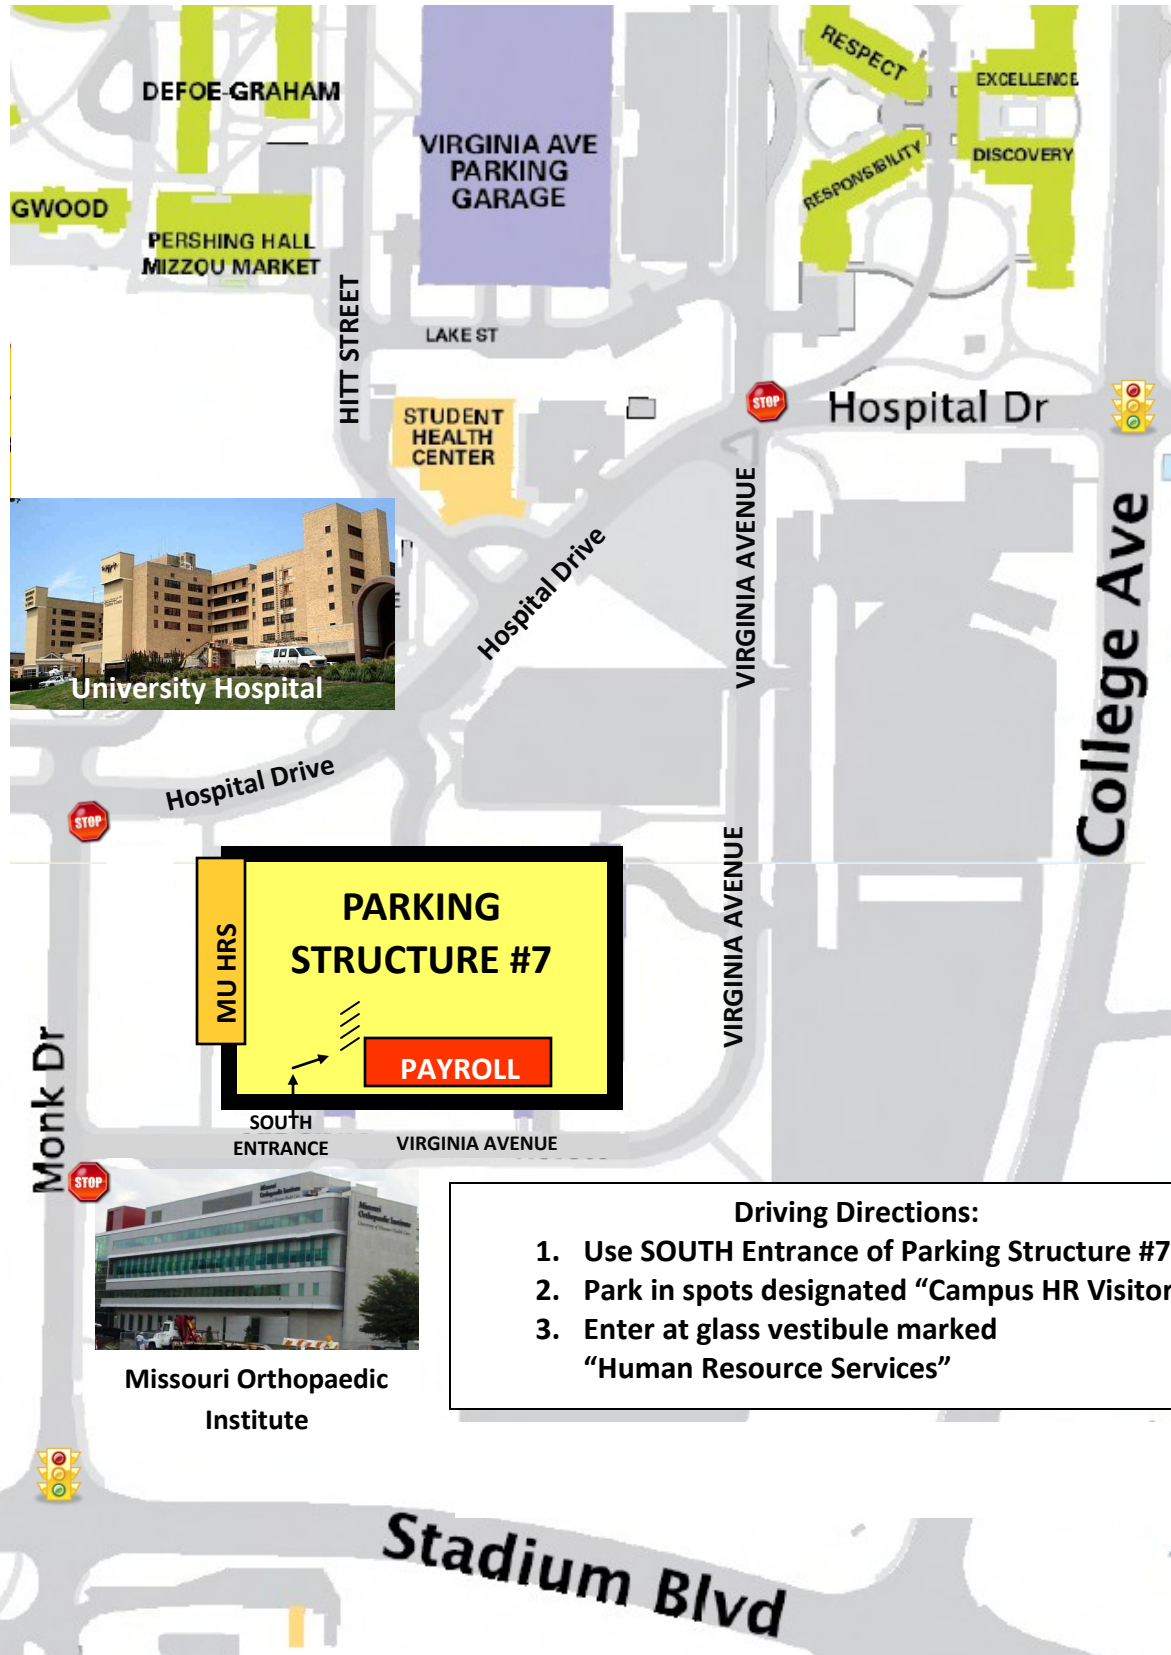 RESPECT
EXCELLENCE
DEFOE-GRAHAM
VIRGINIA AVE
PARKING
GARAGE
RESPONSIBILITY
DISCOVERY
GWOOD
PERSHING HALL
MIZZOU MARKET
HITT STREET
LAKE ST
STOP
Hospital Dr
STUDENT
HEALTH
CENTER
VIRGINIA AVENUE
College Ave
Hospital Drive
University Hospital
Hospital Drive
STOP
VIRGINIA AVENUE
PARKING
STRUCTURE #7
MU HRS
PAYROLL
Monk Dr
SOUTH
ENTRANCE
VIRGINIA AVENUE
STOP
Missouri
Orthopaedic Institute
Missouri Orthopaedic
Institute
Driving Directions:
1. Use SOUTH Entrance of Parking Structure #7
2. Park in spots designated “Campus HR Visitor
3. Enter at glass vestibule marked
“Human Resource Services”
Stadium Blvd